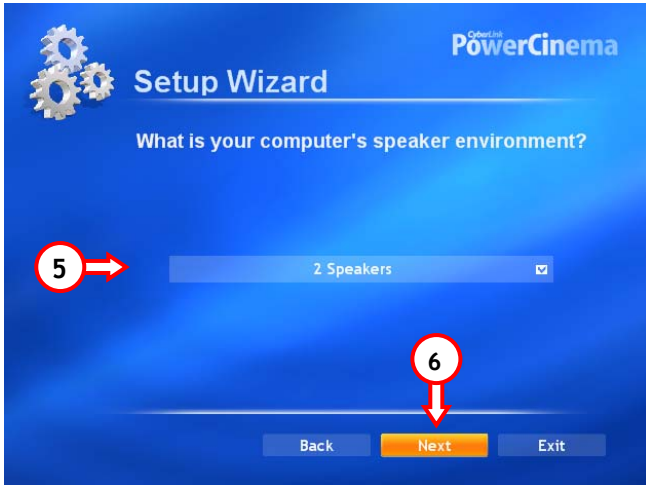 CyberLink
PowerCinema
Setup Wizard
What is your computer's speaker environment?
5
2 Speakers
6
Back Next Exit